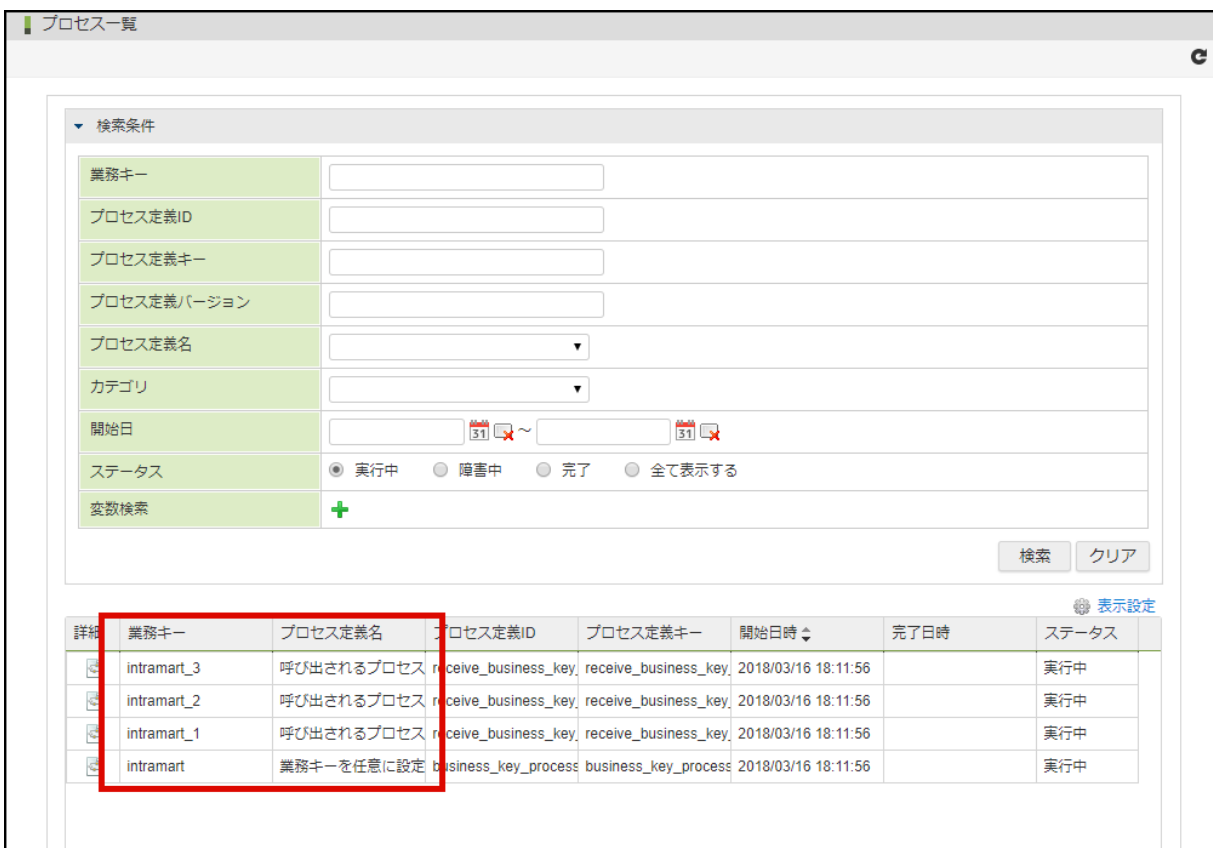 プロセス一覧
検索条件
業務キー
プロセス定義ID
プロセス定義キー
プロセス定義バージョン
プロセス定義名
カテゴリ
開始日 31 ～ 31
ステータス 実行中 障害中 完了 全て表示する
変数検索
検索 クリア
表示設定
詳細 業務キー プロセス定義名 プロセス定義ID プロセス定義キー 開始日時 完了日時 ステータス
intramart_3 呼び出されるプロセス receive_business_key_ receive_business_key_ 2018/03/16 18:11:56 実行中
intramart_2 呼び出されるプロセス receive_business_key_ receive_business_key_ 2018/03/16 18:11:56 実行中
intramart_1 呼び出されるプロセス receive_business_key_ receive_business_key_ 2018/03/16 18:11:56 実行中
intramart 業務キーを任意に設定 business_key_process business_key_process 2018/03/16 18:11:56 実行中